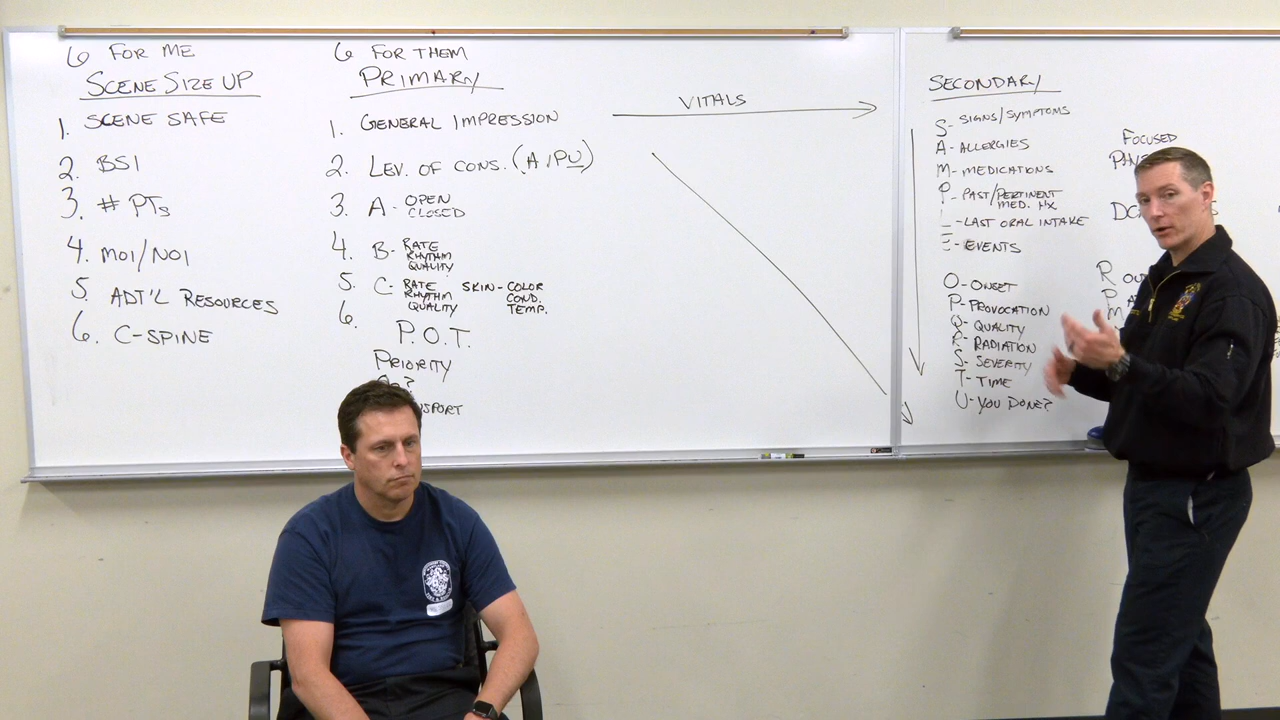 6 FOR ME
SCENE SIZE UP
1. SCENE SAFE
2. BSI
3. # PTS
4. MOI/NOI
5. ADT'L RESOURCES
6. C-SPINE
6 FOR THEM
PRIMARY
1. GENERAL IMPRESSION
2. LEV. OF CONS. (A,PU)
3. A - OPEN
CLOSED
4. B- RATE
RHYTHM
QUALITY
5. C- RATE SKIN - COLOR
RHYTHM COND.
QUALITY TEMP.
6. P.O.T.
PRIORITY
VITALS
SECONDARY
S- SIGNS/SYMPTOMS
A- ALLERGIES
M- MEDICATIONS
P- PAST/PERTINENT
MED. HX
L- LAST ORAL INTAKE
E- EVENTS
O- ONSET
P- PROVOCATION
Q- QUALITY
R- RADIATION
S- SEVERITY
T- TIME
U- YOU DONE?
FOCUSED